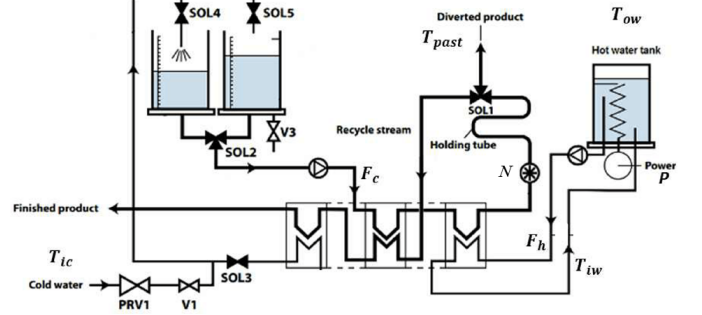 SOL4
SOL5
Diverted product
T_ow
T_past
Hot water tank
SOL1
V3
Recycle stream
SOL2
Holding tube
Power
P
F_c
N
Finished product
F_h
T_ic
T_iw
SOL3
Cold water
PRV1
V1